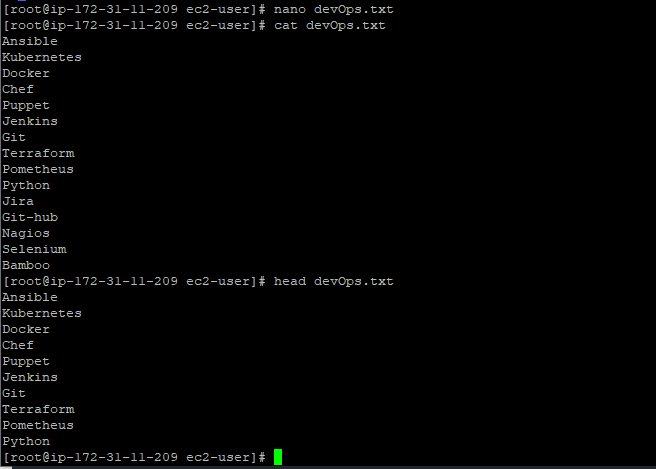 [root@ip-172-31-11-209 ec2-user]# nano devOps.txt
[root@ip-172-31-11-209 ec2-user]# cat devOps.txt
Ansible
Kubernetes
Docker
Chef
Puppet
Jenkins
Git
Terraform
Pometheus
Python
Jira
Git-hub
Nagios
Selenium
Bamboo
[root@ip-172-31-11-209 ec2-user]# head devOps.txt
Ansible
Kubernetes
Docker
Chef
Puppet
Jenkins
Git
Terraform
Pometheus
Python
[root@ip-172-31-11-209 ec2-user]#